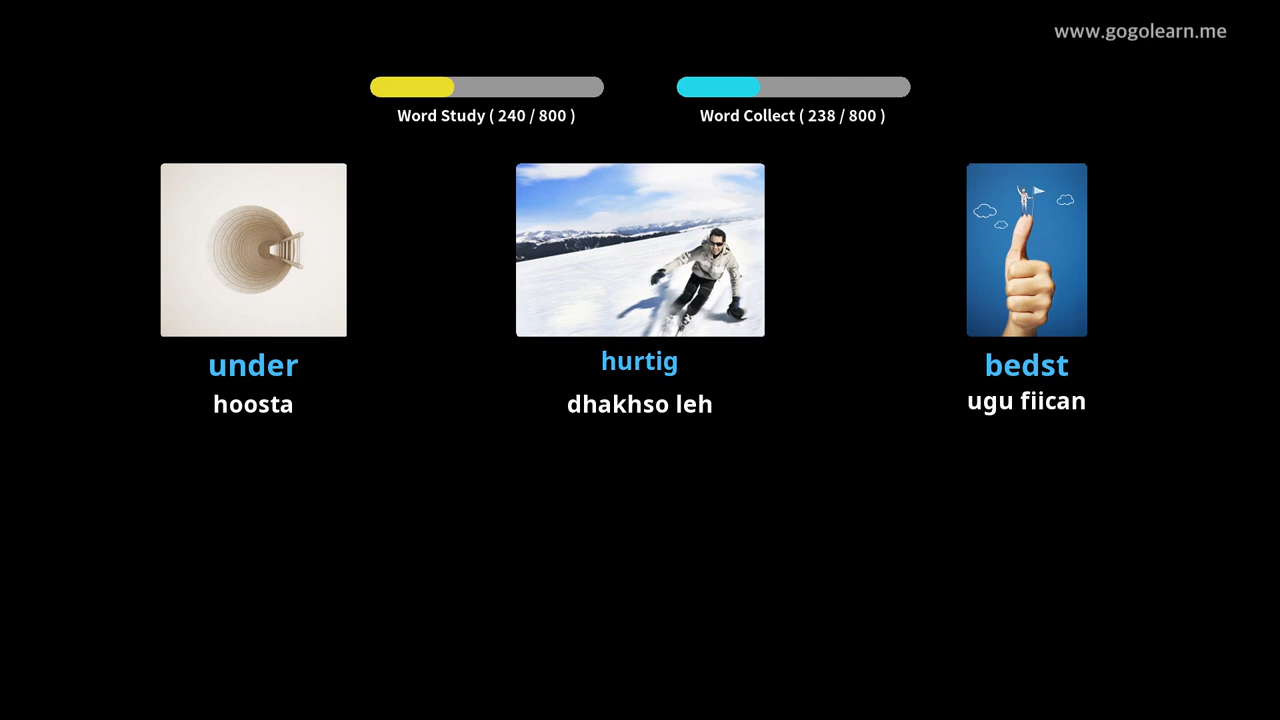 www.gogolearn.me
Word Study ( 240 / 800 )
Word Collect ( 238 / 800 )
under
hurtig
bedst
hoosta
dhakhso leh
ugu fiican